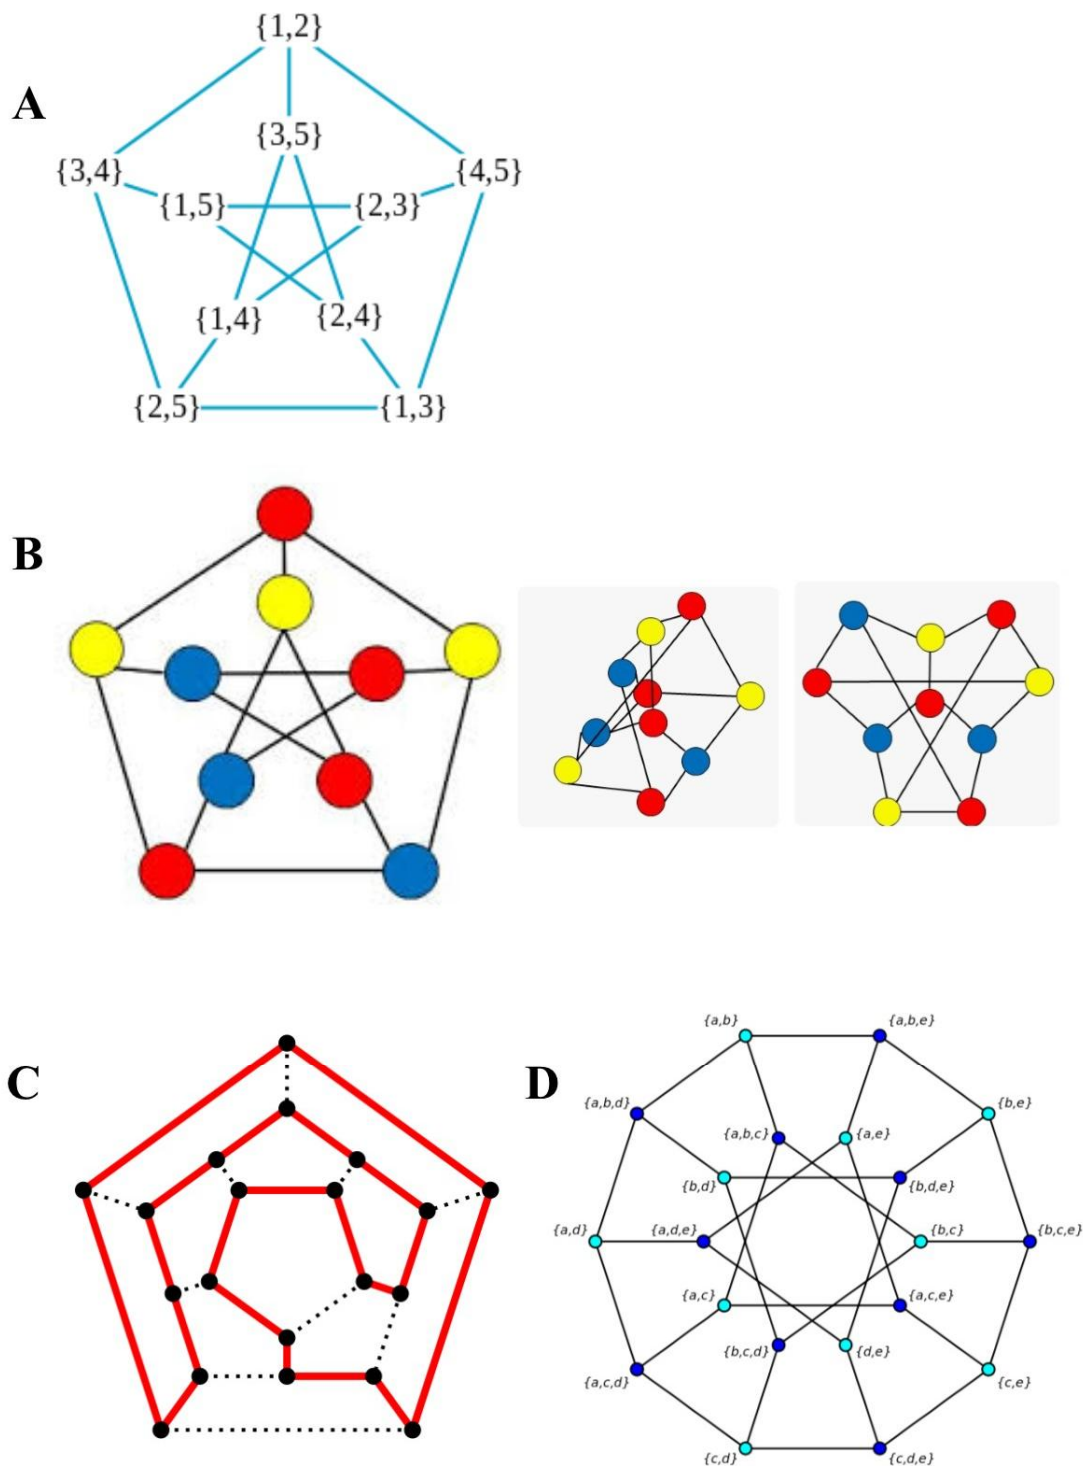 A
{1,2}
{3,5}
{3,4}
{4,5}
{1,5}
{2,3}
{1,4}
{2,4}
{2,5}
{1,3}
B
C
D
{a,b}
{a,b,e}
{a,b,d}
{b,e}
{a,b,c}
{a,e}
{b,d}
{b,d,e}
{a,d}
{a,d,e}
{b,c}
{b,c,e}
{a,c}
{a,c,e}
{b,c,d}
{d,e}
{a,c,d}
{c,e}
{c,d}
{c,d,e}